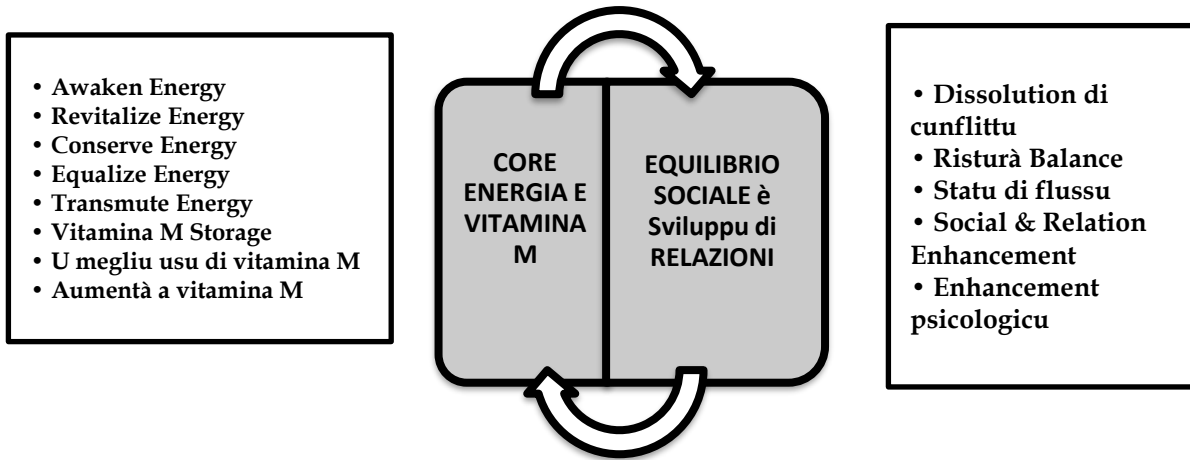 • Awaken Energy
• Revitalize Energy
• Conserve Energy
• Equalize Energy
• Transmute Energy
• Vitamina M Storage
• U megliu usu di vitamina M
• Aumentà a vitamina M
CORE
ENERGIA E
VITAMINA
M
EQUILIBRIO
SOCIALE è
Sviluppu di
RELAZIONI
• Dissolution di
cunflittu
• Risturà Balance
• Statu di flussu
• Social & Relation
Enhancement
• Enhancement
psicologicu